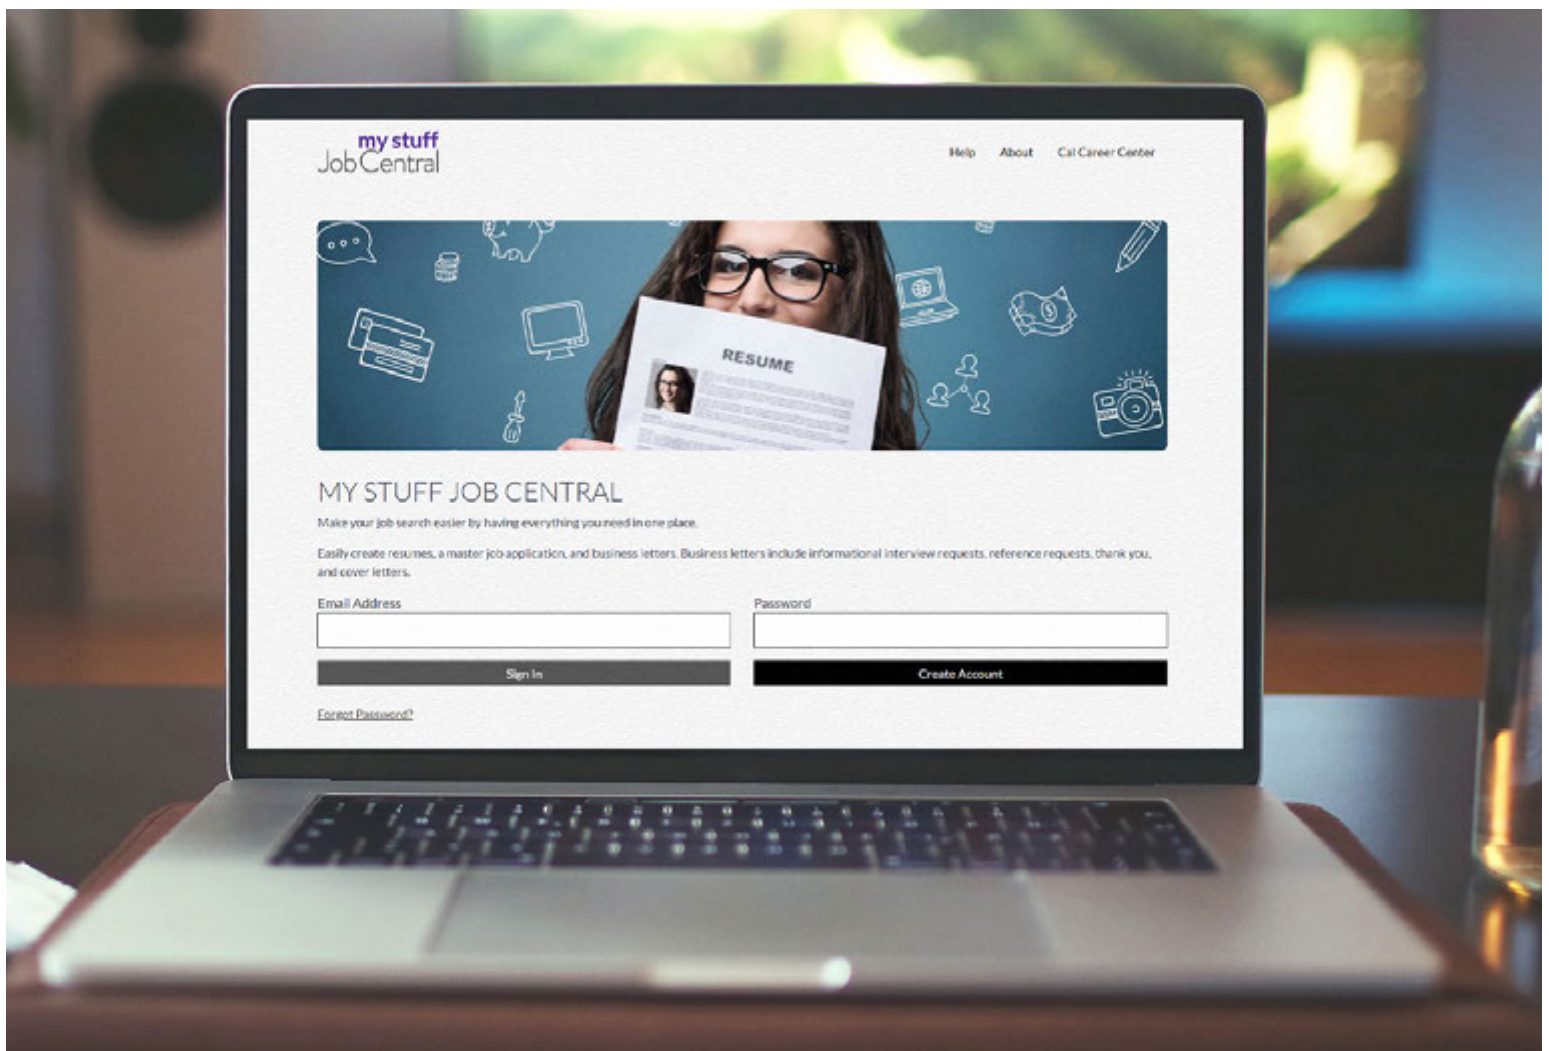 my stuff
Job Central
Help About Cal Career Center
RESUME
MY STUFF JOB CENTRAL
Make your job search easier by having everything you need in one place.
Easily create resumes, a master job application, and business letters. Business letters include informational interview requests, reference requests, thank you,
and cover letters.
Email Address Password
Sign In Create Account
Forgot Password?